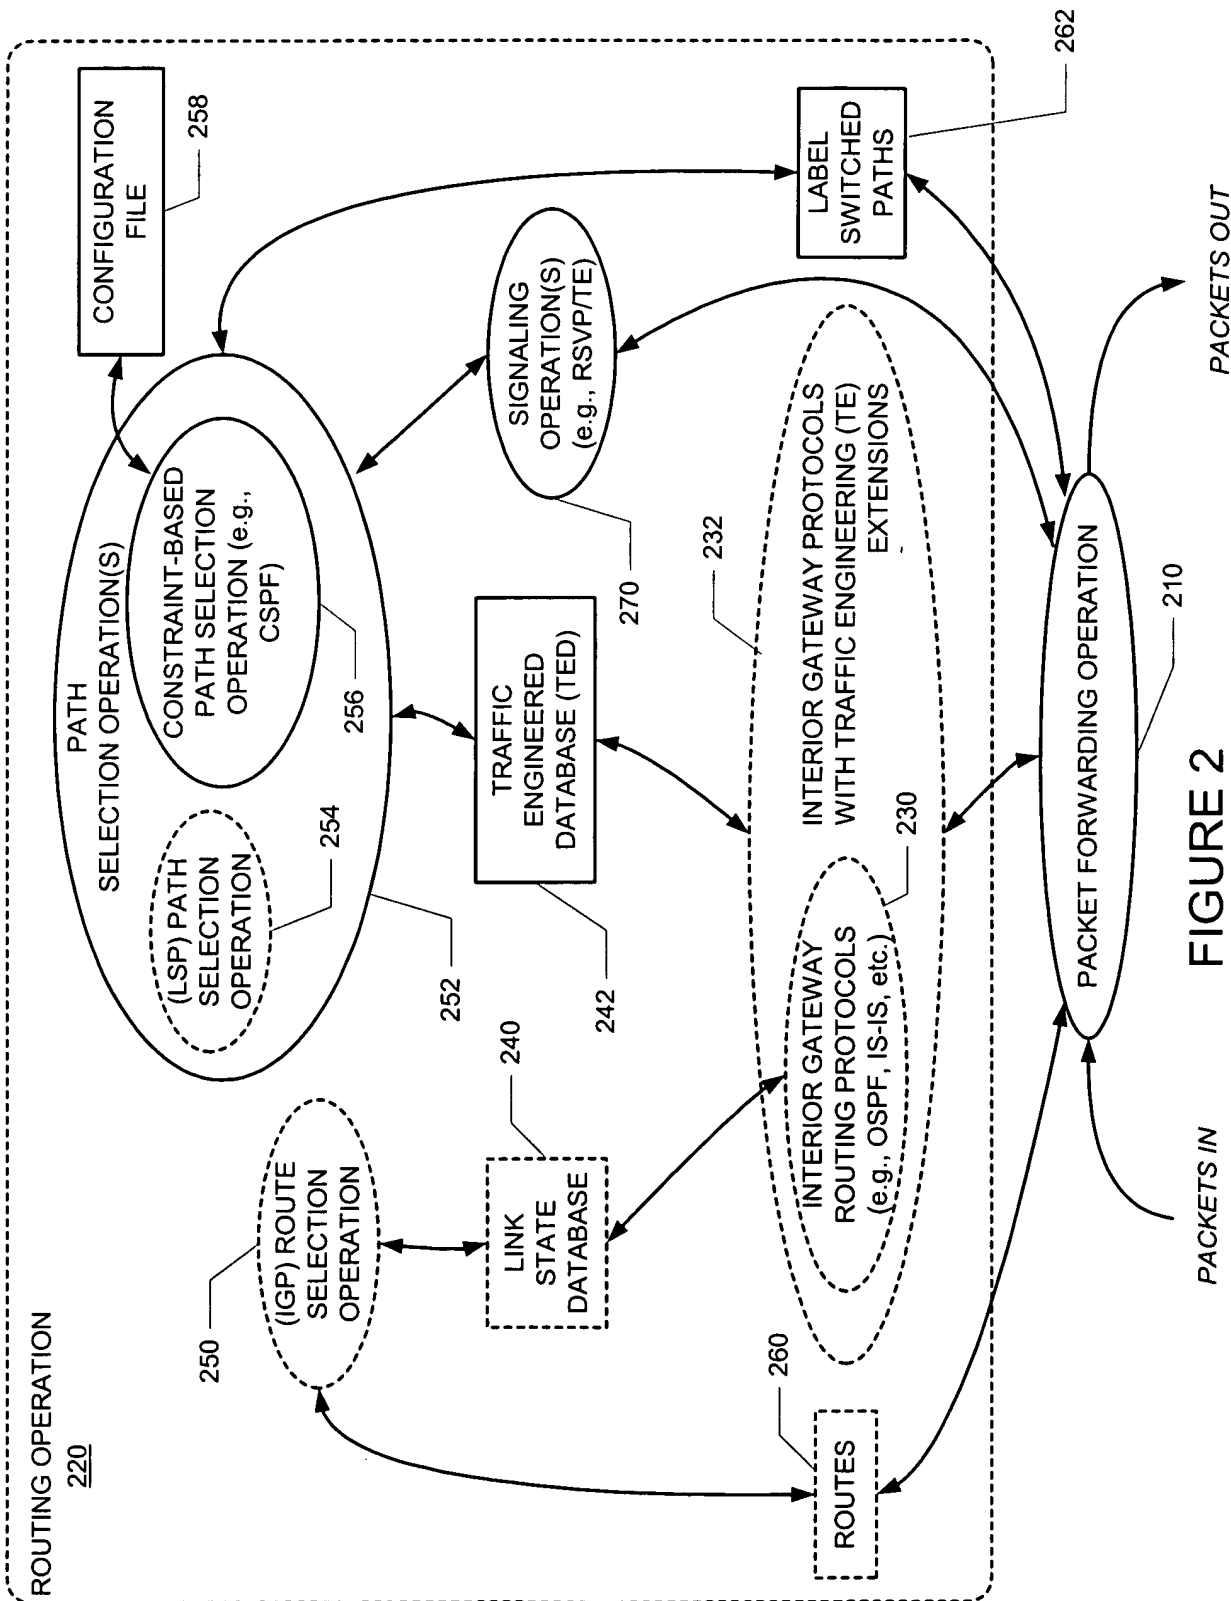 ROUTING OPERATION
220
250
(IGP) ROUTE
SELECTION
OPERATION
PATH
SELECTION OPERATION(S)
(LSP) PATH
SELECTION
OPERATION
254
CONSTRAINT-BASED
PATH SELECTION
OPERATION (e.g.,
CSPF)
256
252
CONFIGURATION
FILE
258
240
LINK
STATE
DATABASE
TRAFFIC
ENGINEERED
DATABASE (TED)
242
SIGNALING
OPERATION(S)
(e.g., RSVP/TE)
270
260
ROUTES
232
INTERIOR GATEWAY
ROUTING PROTOCOLS
(e.g., OSPF, IS-IS, etc.)
230
INTERIOR GATEWAY PROTOCOLS
WITH TRAFFIC ENGINEERING (TE)
EXTENSIONS
LABEL
SWITCHED
PATHS
262
PACKET FORWARDING OPERATION
210
PACKETS IN
PACKETS OUT
FIGURE 2